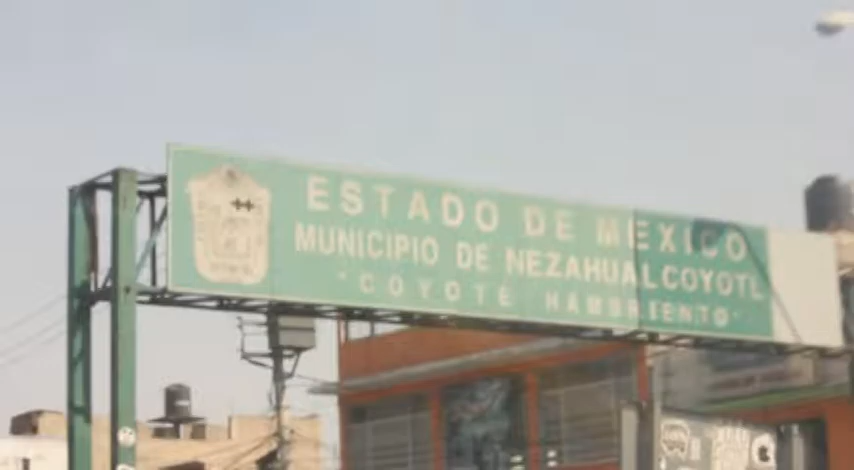 ESTADO DE MEXICO
MUNICIPIO DE NEZAHUALCOYOTL
"COYOTE HAMBRIENTO"